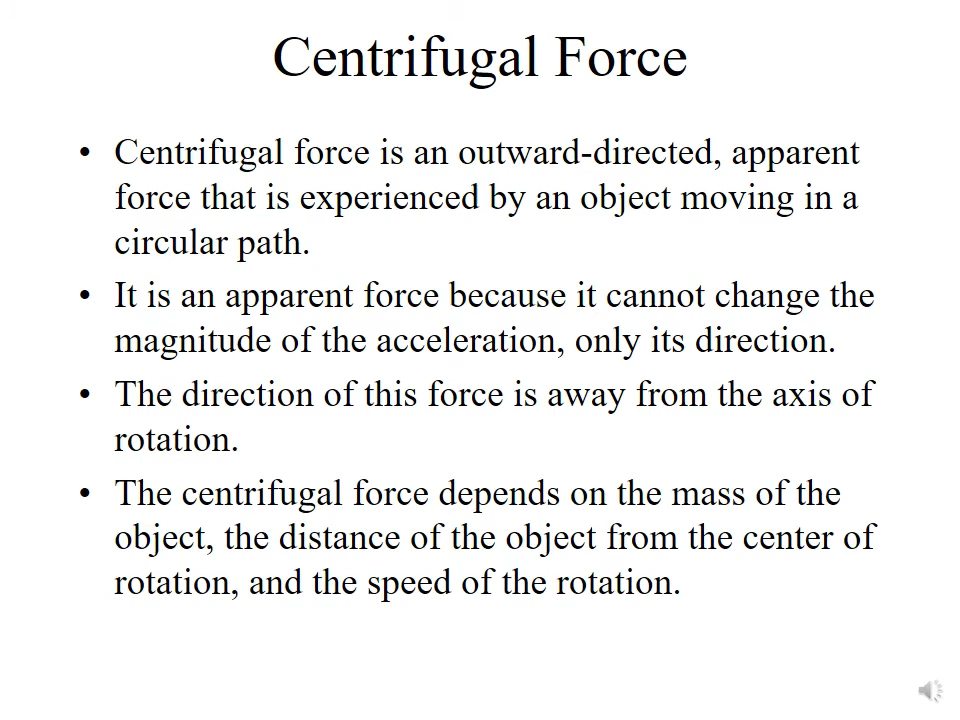 Centrifugal Force
• Centrifugal force is an outward-directed, apparent
force that is experienced by an object moving in a
circular path.
• It is an apparent force because it cannot change the
magnitude of the acceleration, only its direction.
• The direction of this force is away from the axis of
rotation.
• The centrifugal force depends on the mass of the
object, the distance of the object from the center of
rotation, and the speed of the rotation.